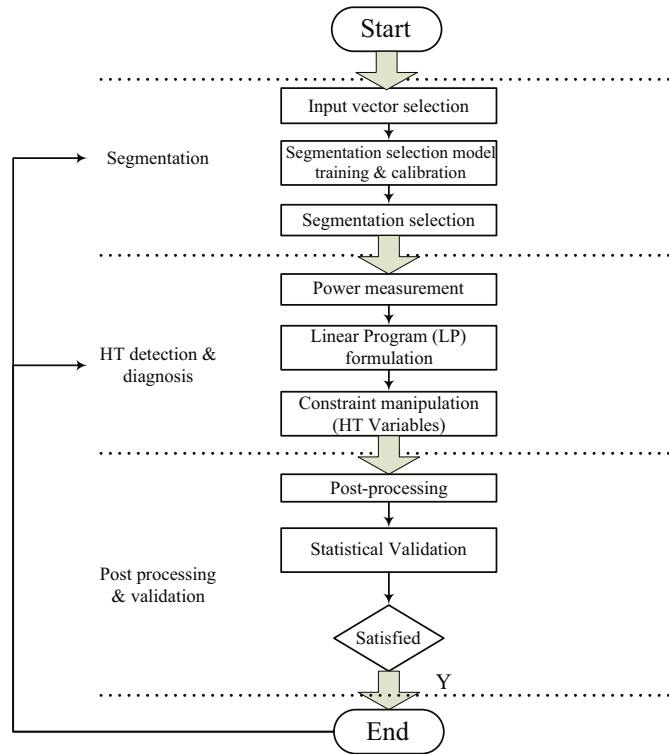 Start
Input vector selection
Segmentation selection model
training & calibration
Segmentation
Segmentation selection
Power measurement
Linear Program (LP)
formulation
HT detection &
diagnosis
Constraint manipulation
(HT Variables)
Post-processing
Statistical Validation
Post processing
& validation
Satisfied
Y
End